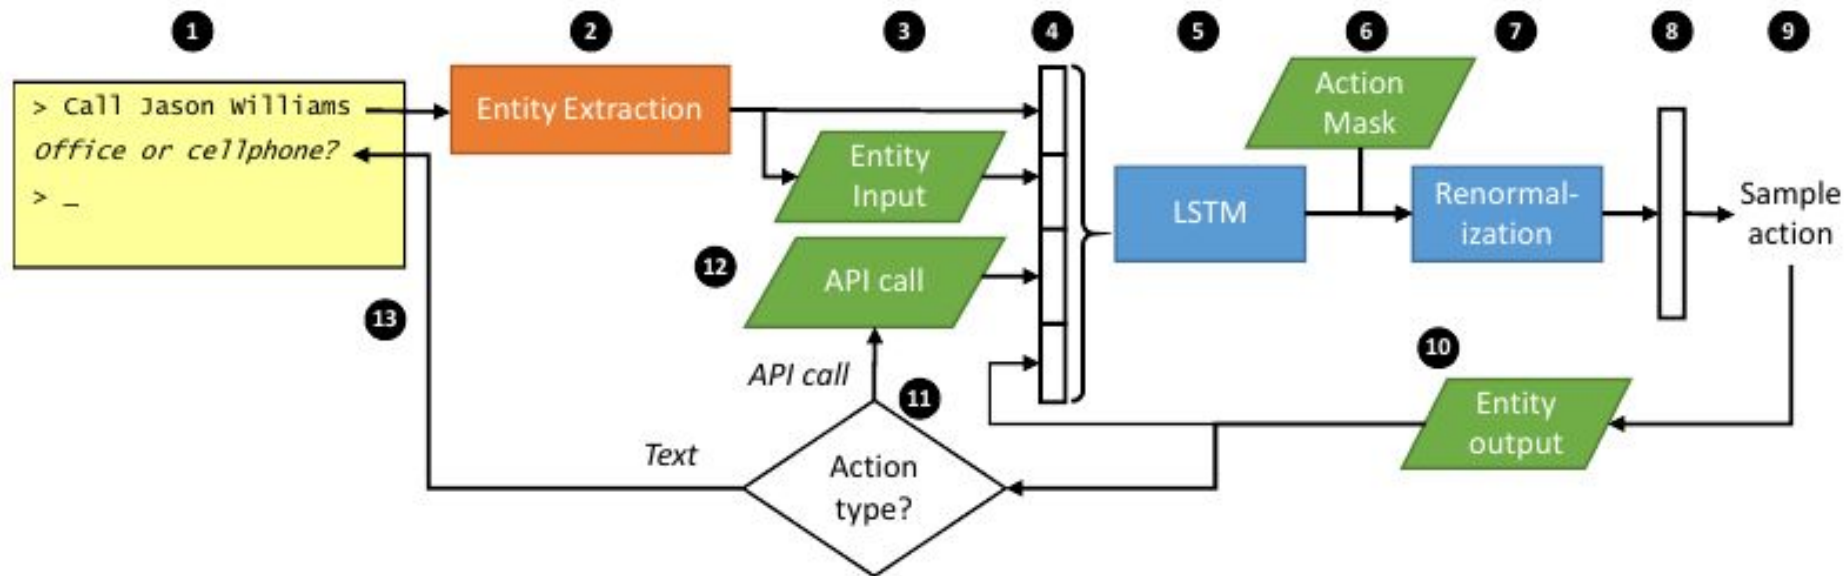 1
2
3
4
5
6
7
8
9
> Call Jason Williams
Office or cellphone?
> _
Entity Extraction
Entity
Input
Action
Mask
LSTM
Renormal-
ization
Sample
action
12
API call
13
10
API call
11
Entity
output
Text
Action
type?